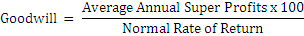 Goodwill = Average Annual Super Profits x 100
Normal Rate of Return